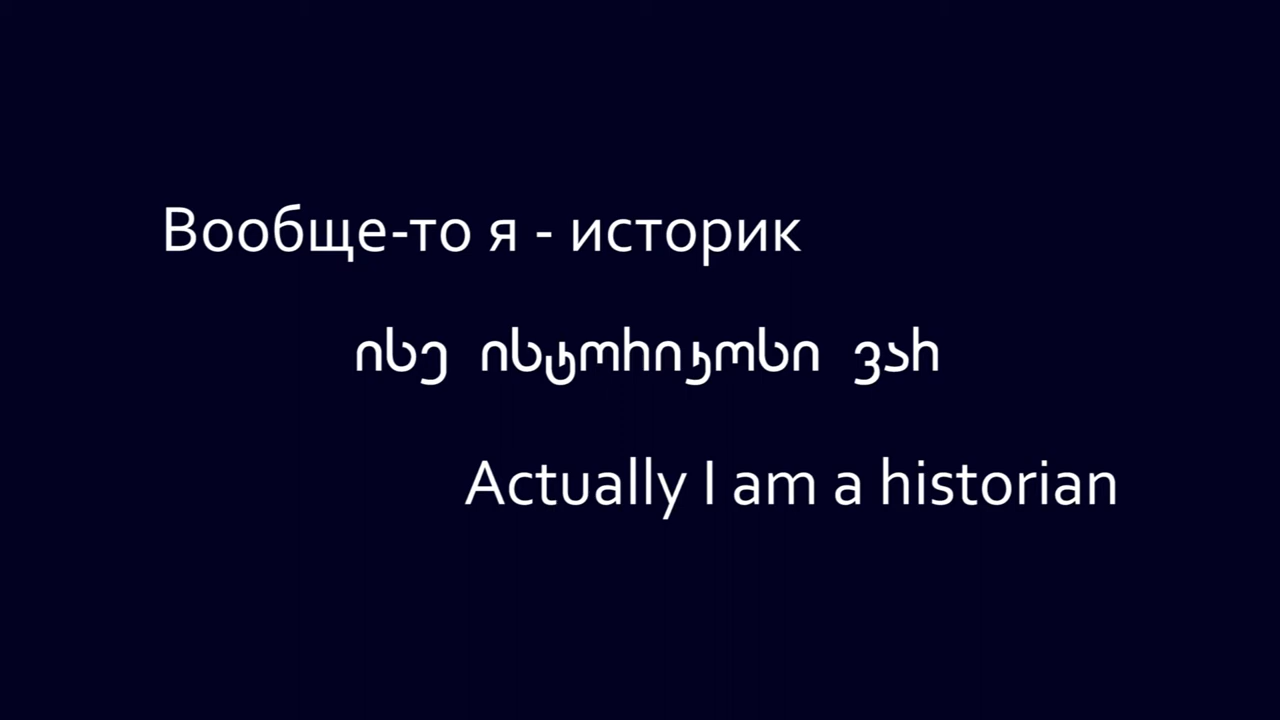 Вообще-то я - историк
ისე ისტორიკოსი ვარ
Actually I am a historian